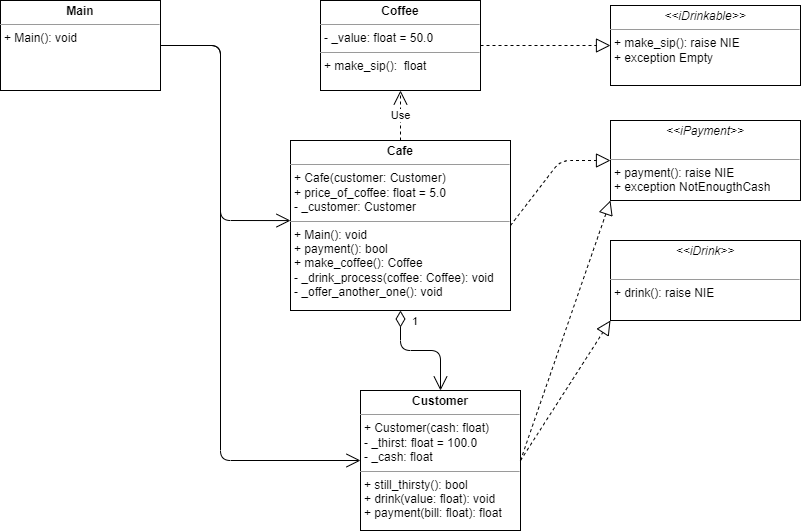 Main
+ Main(): void
Coffee
- _value: float = 50.0
+ make_sip():  float
<<iDrinkable>>
+ make_sip(): raise NIE
+ exception Empty
Use
<<iPayment>>
+ payment(): raise NIE
+ exception NotEnougthCash
Cafe
+ Cafe(customer: Customer)
+ price_of_coffee: float = 5.0
- _customer: Customer
+ Main(): void
+ payment(): bool
+ make_coffee(): Coffee
- _drink_process(coffee: Coffee): void
- _offer_another_one(): void
<<iDrink>>
+ drink(): raise NIE
1
Customer
+ Customer(cash: float)
- _thirst: float = 100.0
- _cash: float
+ still_thirsty(): bool
+ drink(value: float): void
+ payment(bill: float): float